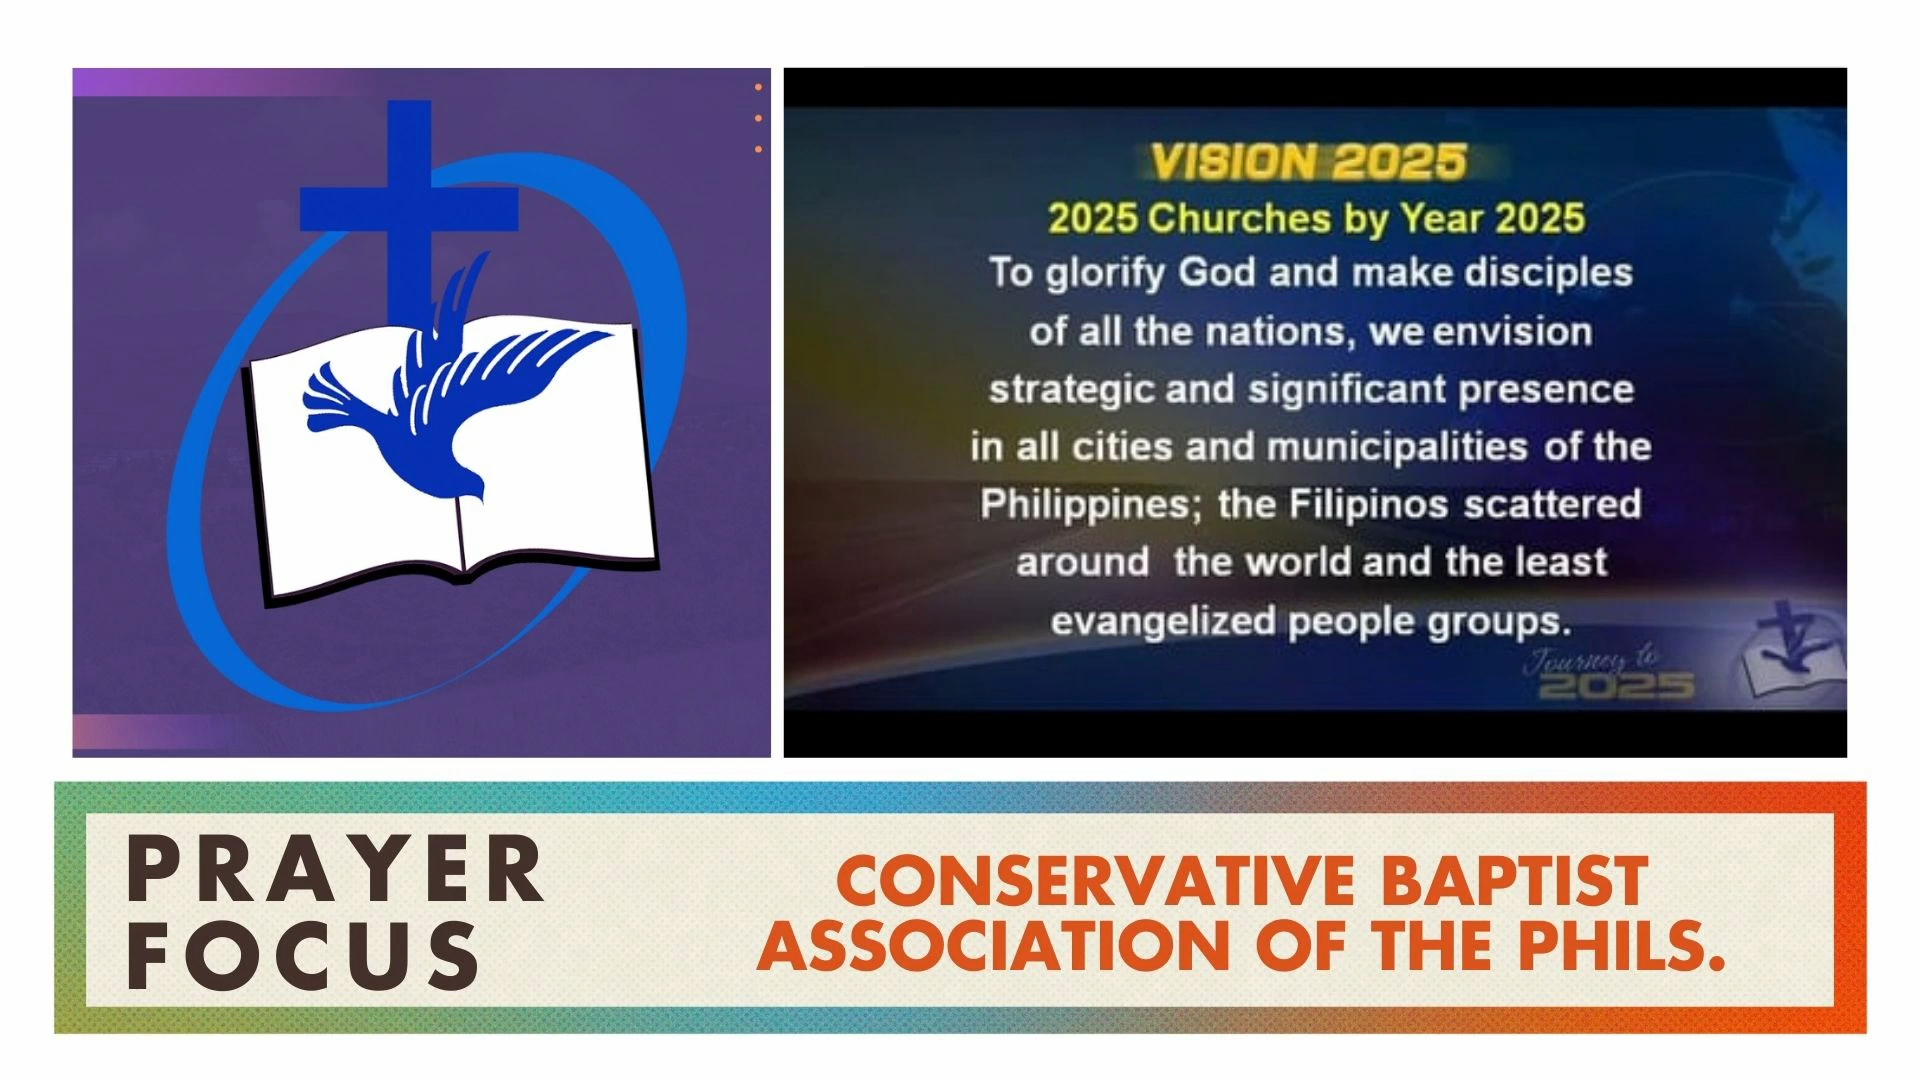 VISION 2025
2025 Churches by Year 2025
To glorify God and make disciples
of all the nations, we envision
strategic and significant presence
in all cities and municipalities of the
Philippines; the Filipinos scattered
around the world and the least
evangelized people groups.
Journey to
2025
PRAYER
FOCUS
CONSERVATIVE BAPTIST
ASSOCIATION OF THE PHILS.